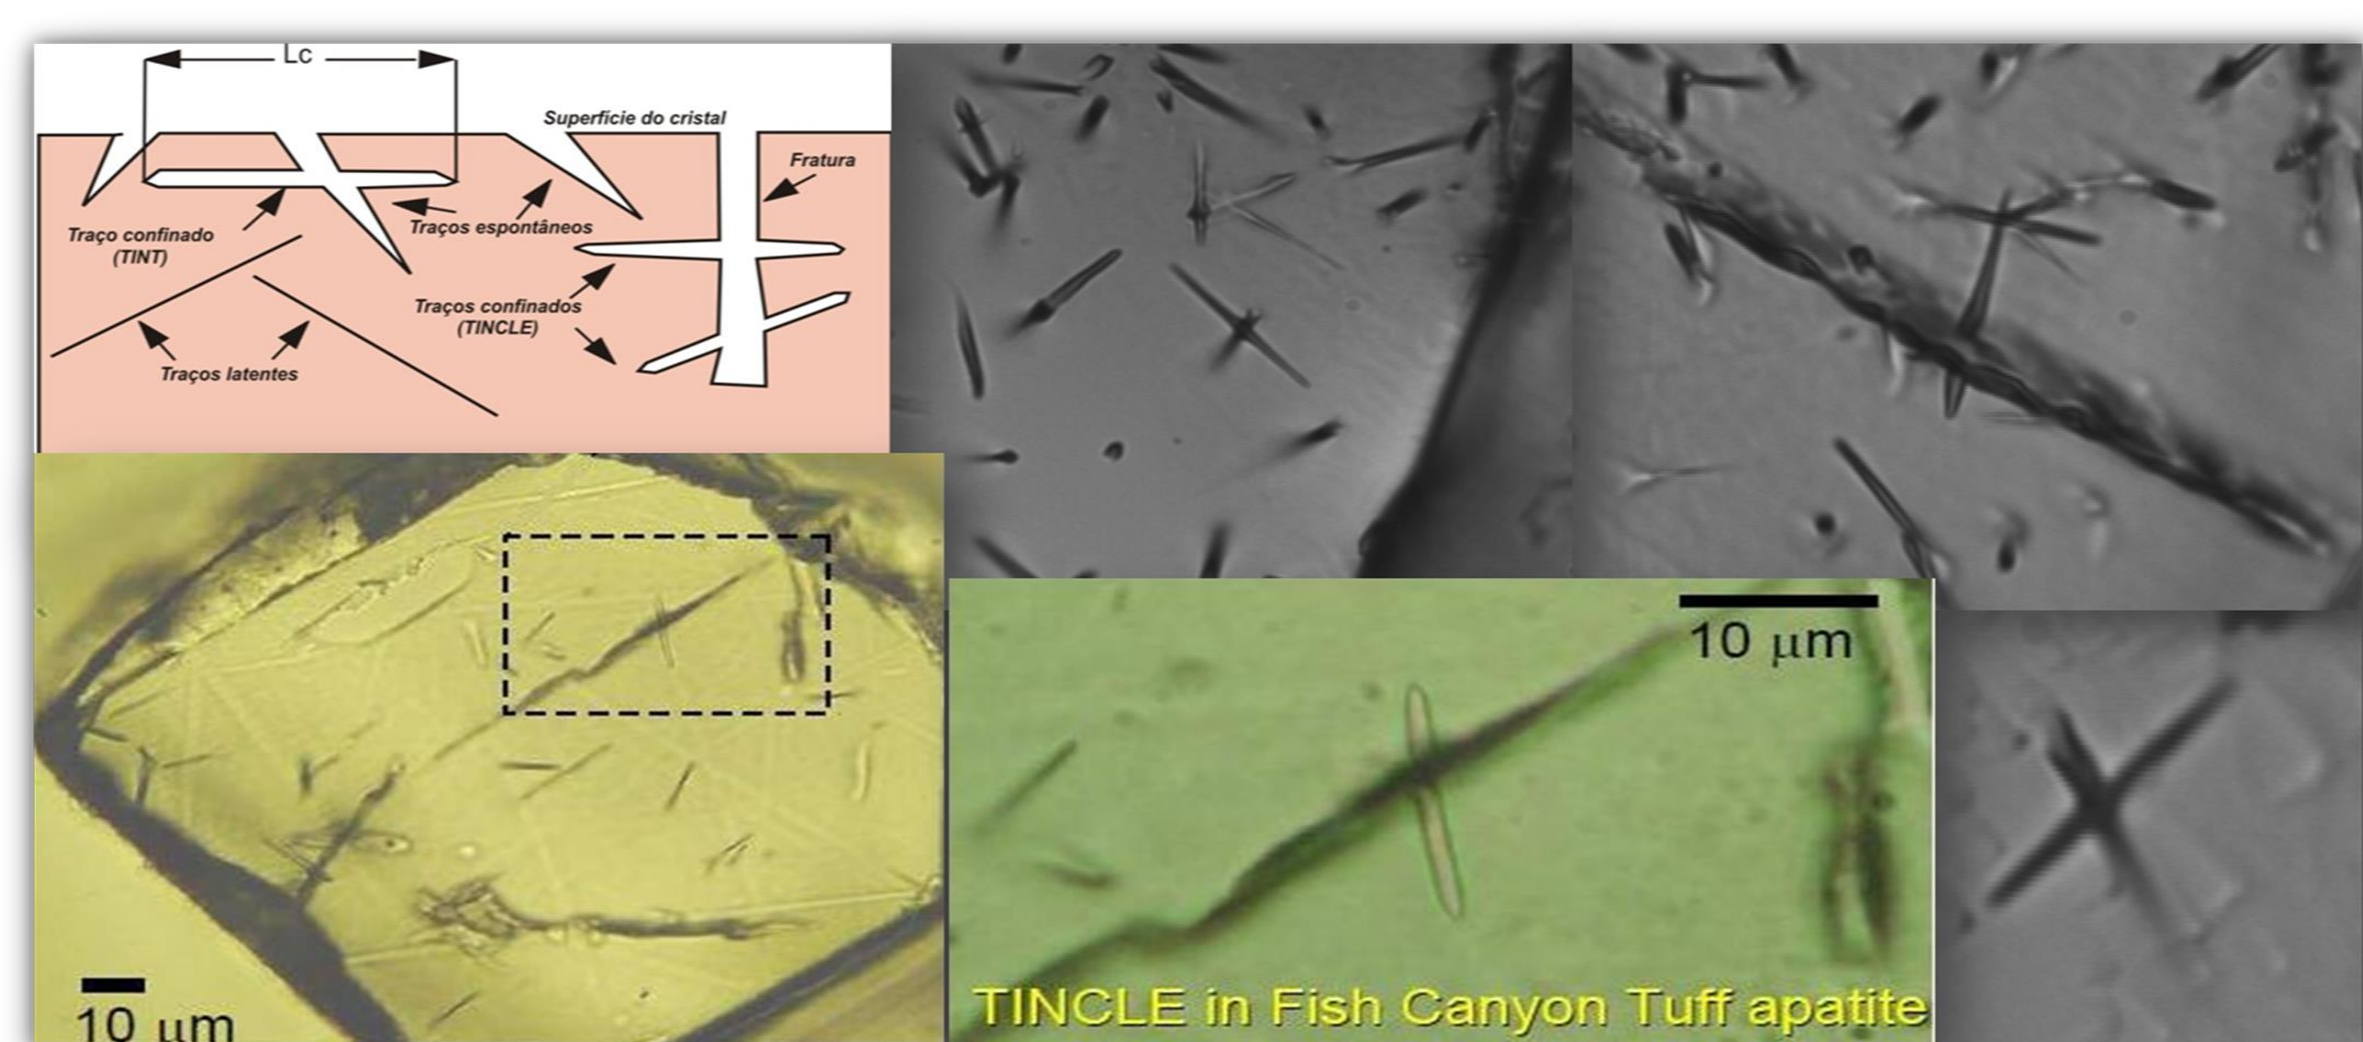 Lc
Superfície do cristal
Fratura
Traço confinado
(TINT)
Traços espontâneos
Traços confinados
(TINCLE)
Traços latentes
10 μm
10 μm
TINCLE in Fish Canyon Tuff apatite